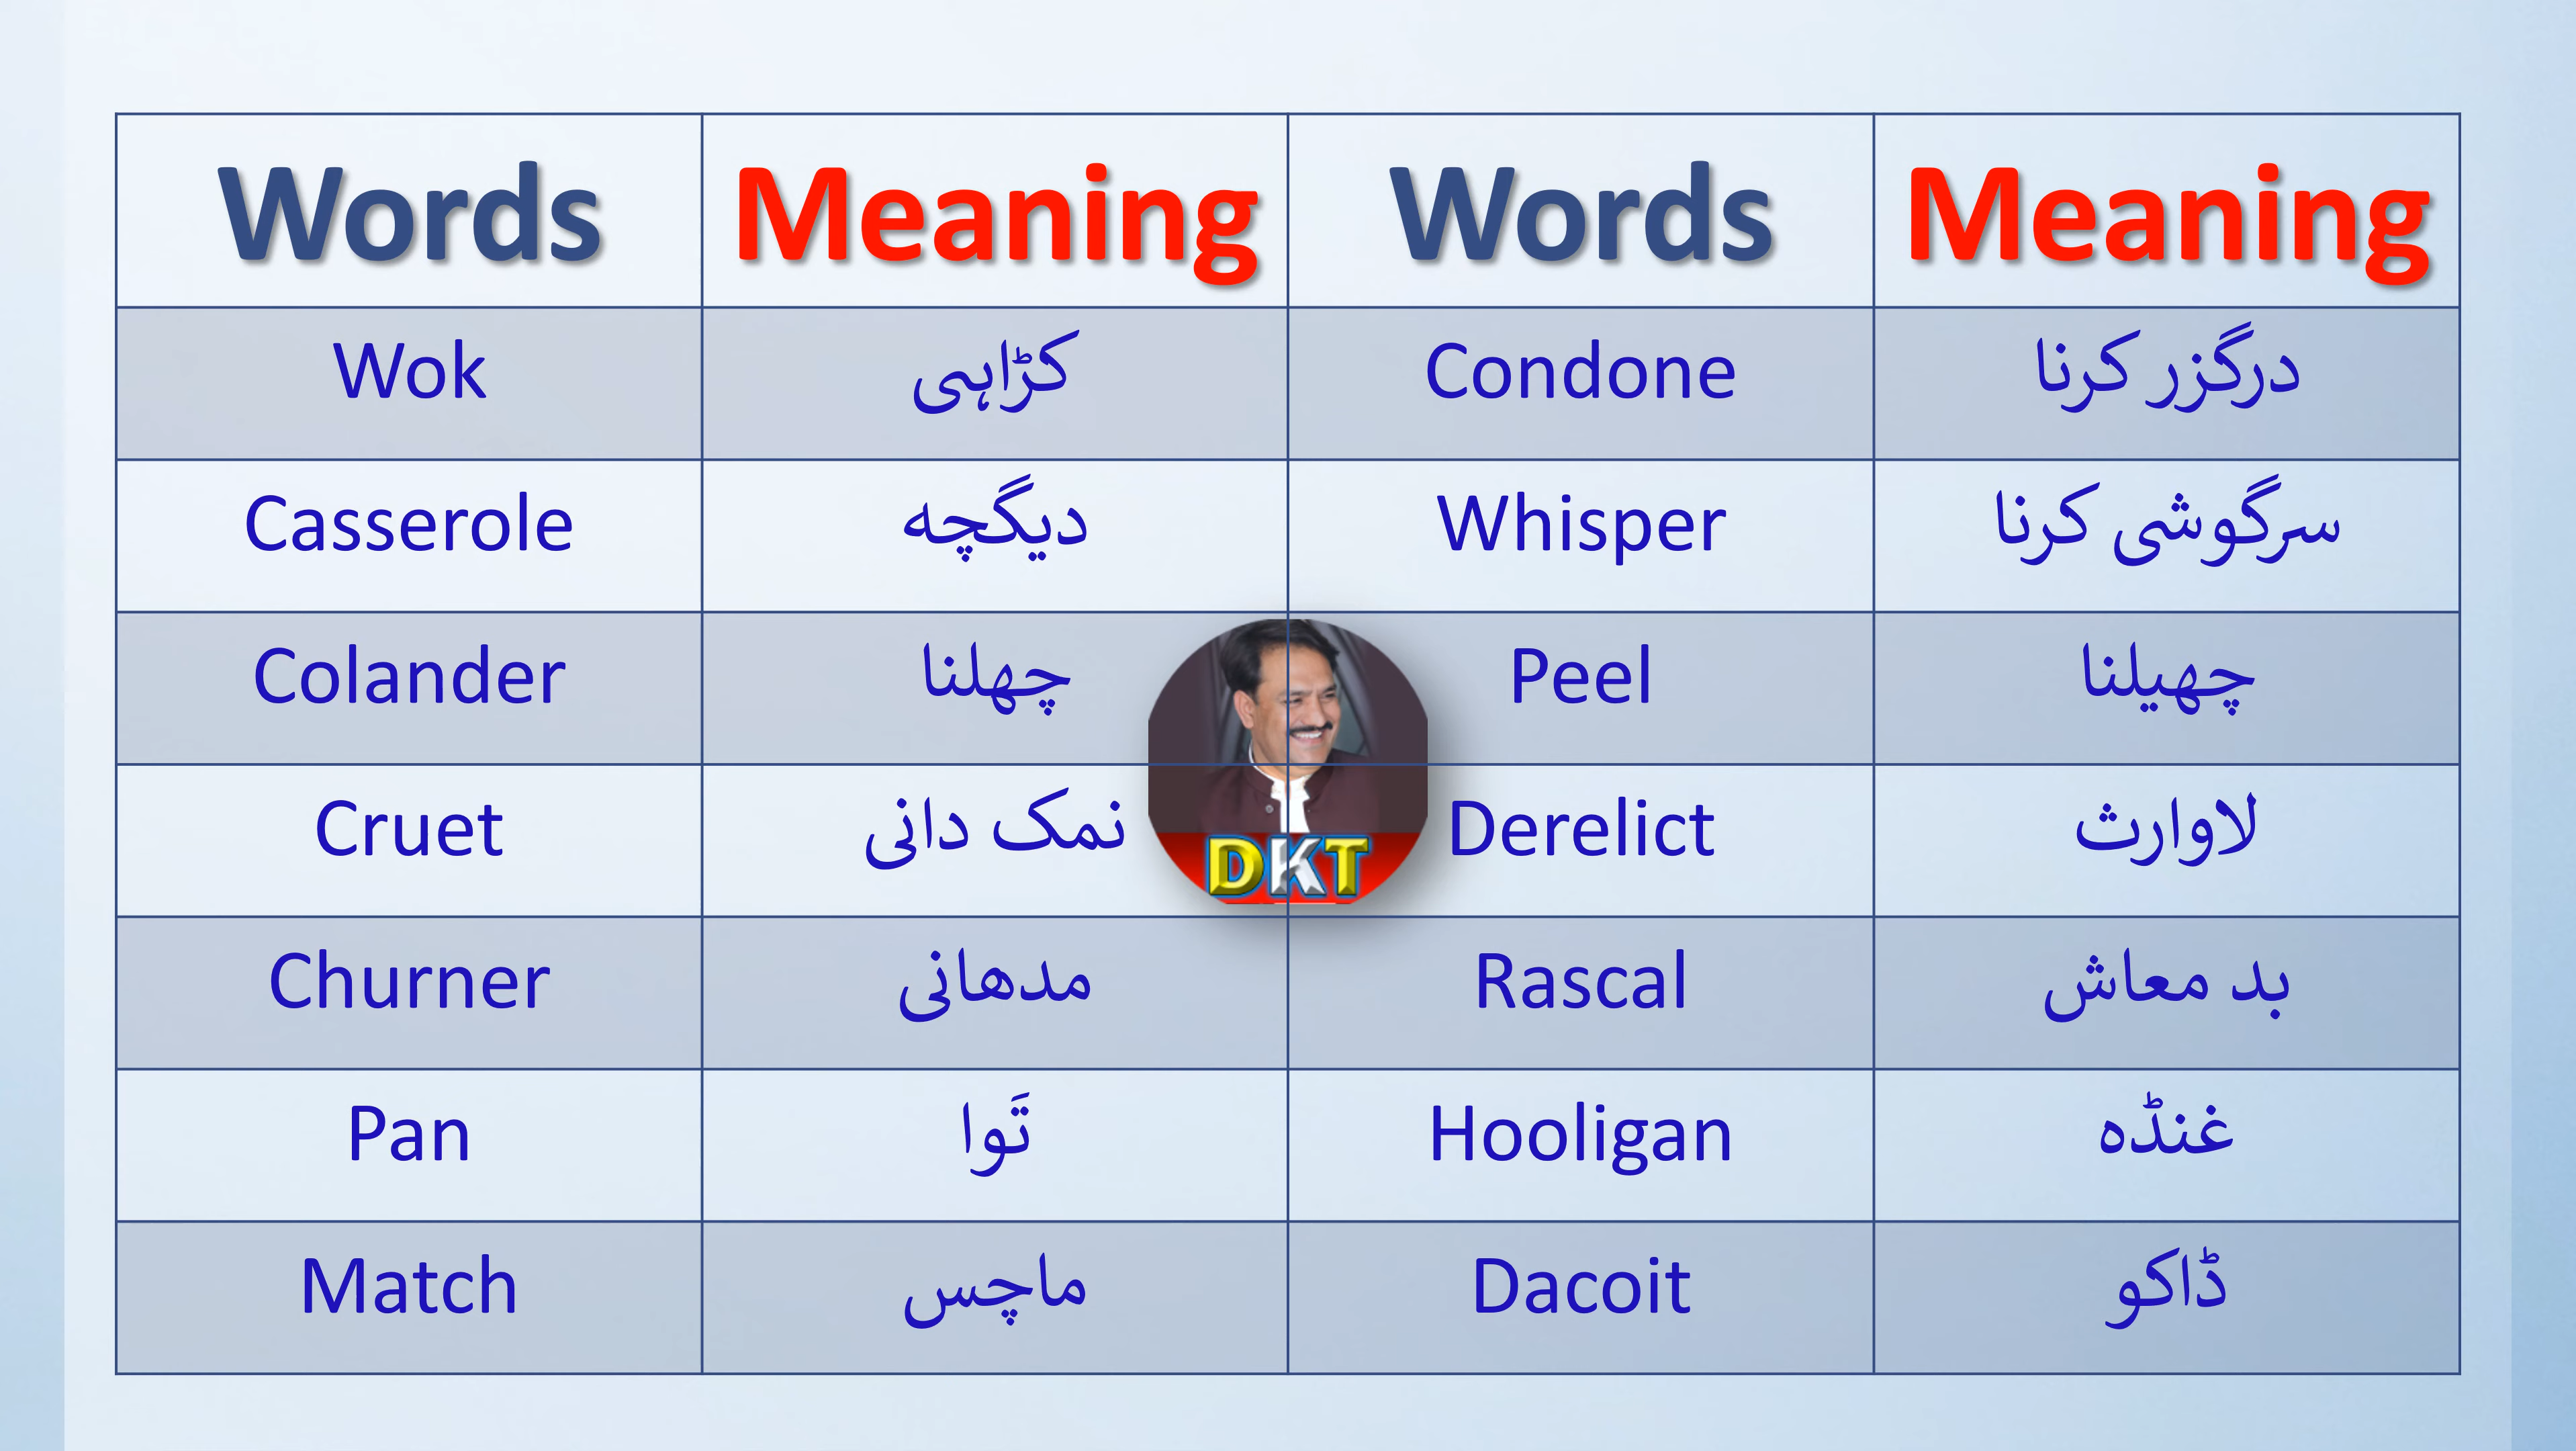 Words Meaning Words Meaning
Wok کڑاہی Condone درگزر کرنا
Casserole دیگچہ Whisper سرگوشی کرنا
Colander چھلنا Peel چھیلنا
Cruet نمک دانی Derelict لاوارث
Churner مدھانی Rascal بد معاش
Pan تَوا Hooligan غنڈہ
Match ماچس Dacoit ڈاکو
DKT